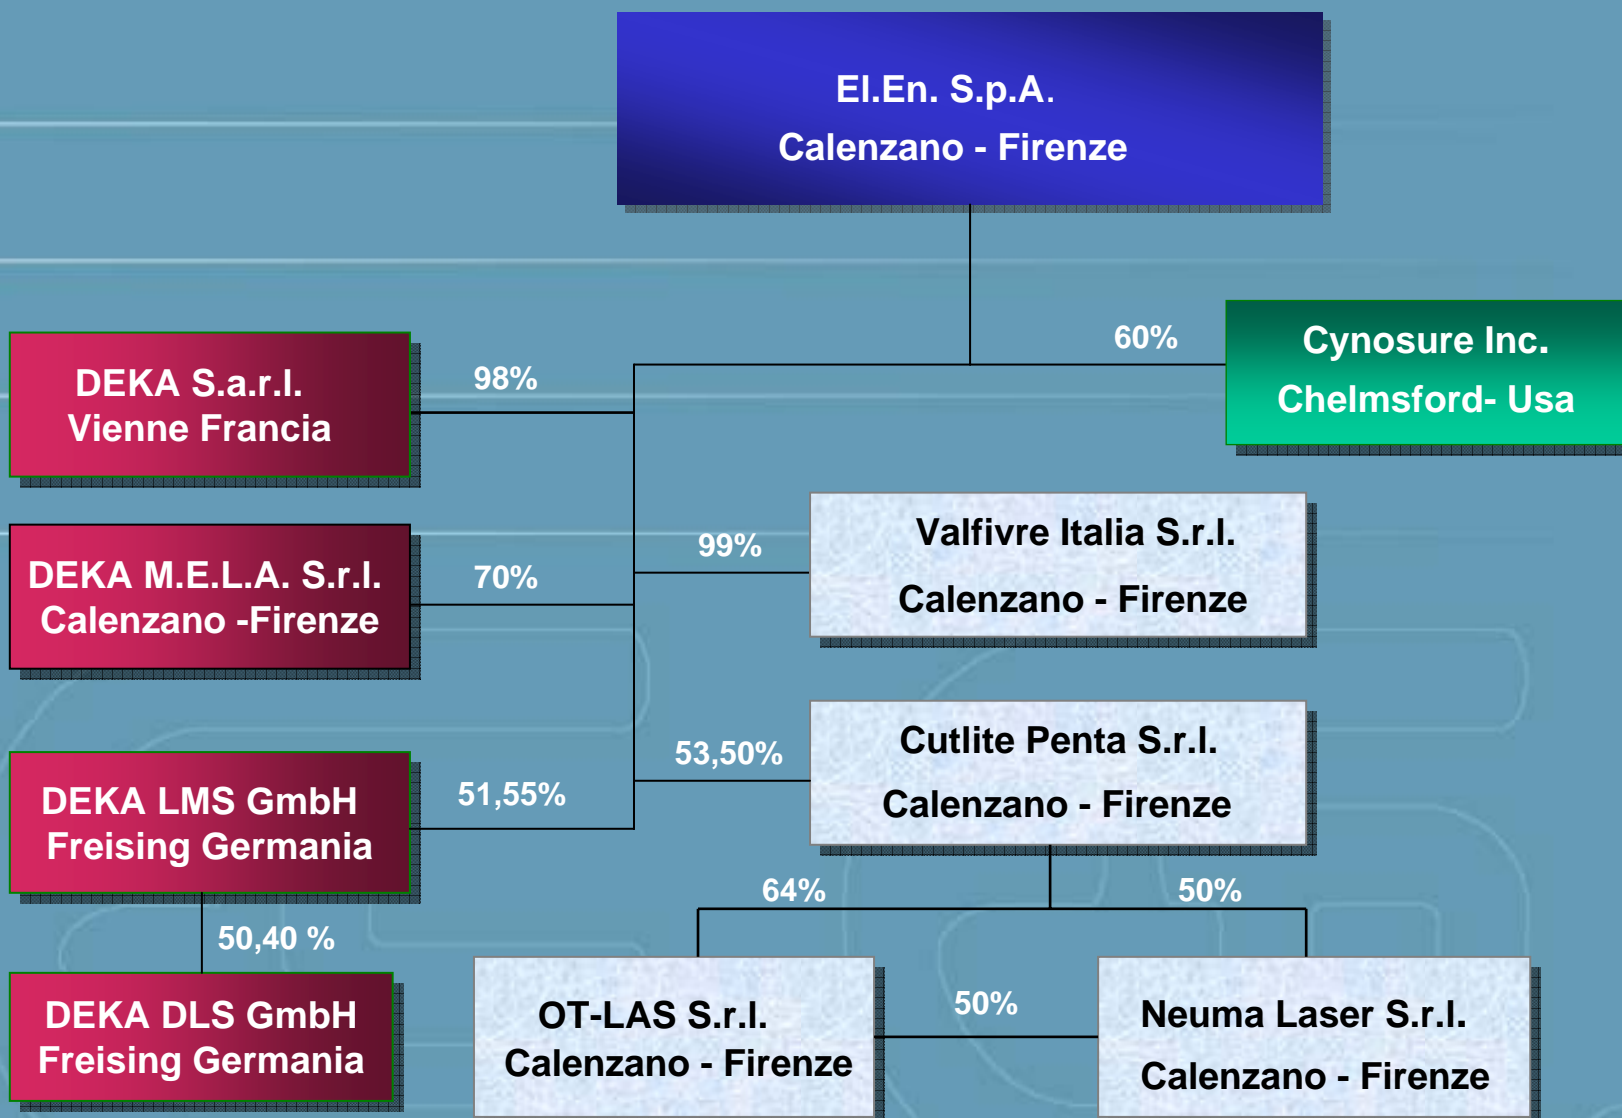 El.En. S.p.A.
Calenzano - Firenze
60%
Cynosure Inc.
Chelmsford- Usa
DEKA S.a.r.l.
Vienne Francia
98%
99%
Valfivre Italia S.r.l.
Calenzano - Firenze
DEKA M.E.L.A. S.r.l.
Calenzano -Firenze
70%
53,50%
Cutlite Penta S.r.l.
Calenzano - Firenze
DEKA LMS GmbH
Freising Germania
51,55%
64%
50%
50,40 %
DEKA DLS GmbH
Freising Germania
OT-LAS S.r.l.
Calenzano - Firenze
50%
Neuma Laser S.r.l.
Calenzano - Firenze